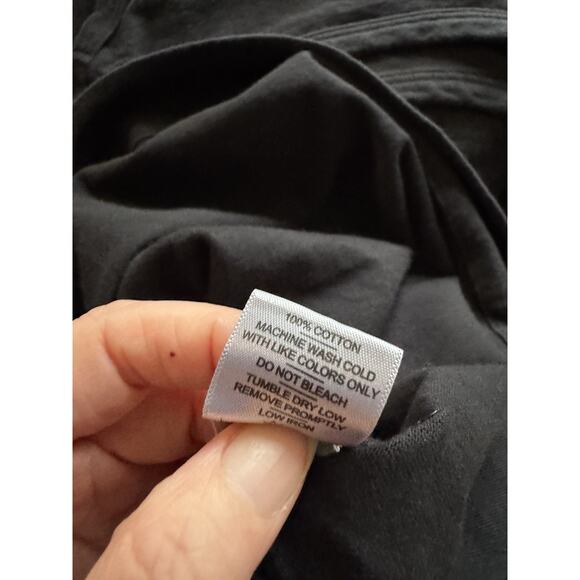 100% COTTON
MACHINE WASH COLD
WITH LIKE COLORS ONLY
DO NOT BLEACH
TUMBLE DRY LOW
REMOVE PROMPTLY
LOW IRON